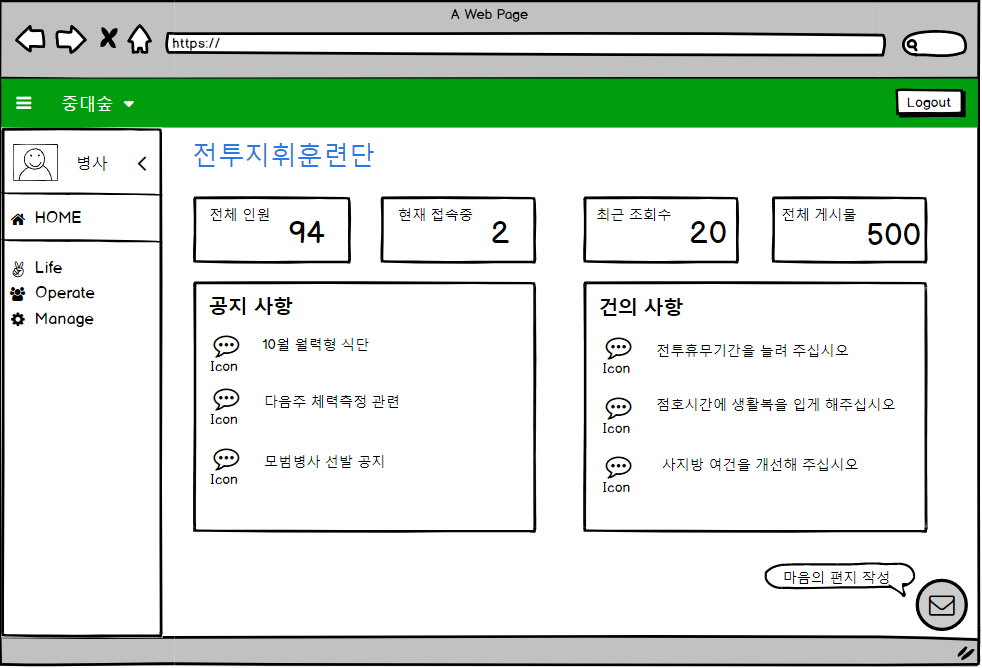 A Web Page
https://
중대숲
Logout
병사
HOME
Life
Operate
Manage
전투지휘훈련단
전체 인원
94
현재 접속중
2
최근 조회수
20
전체 게시물
500
공지 사항
10월 월력형 식단
Icon
다음주 체력측정 관련
Icon
모범병사 선발 공지
Icon
건의 사항
전투휴무기간을 늘려 주십시오
Icon
점호시간에 생활복을 입게 해주십시오
Icon
사지방 여건을 개선해 주십시오
Icon
마음의 편지 작성